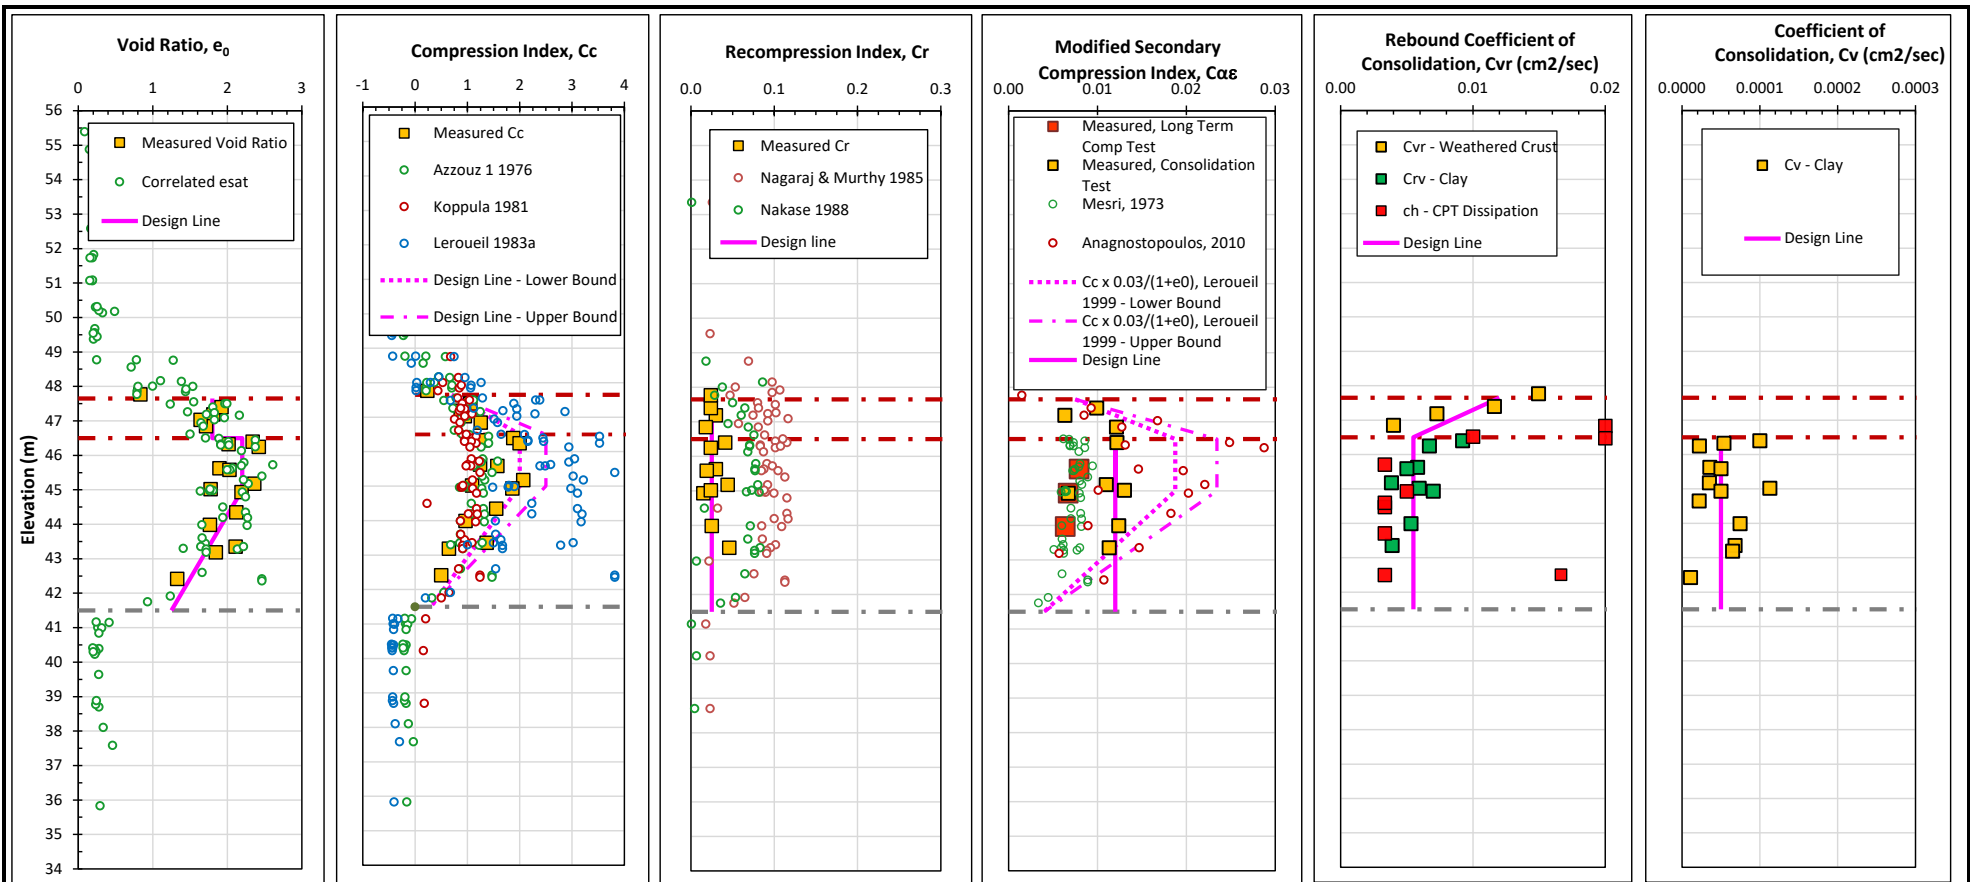 Void Ratio, e0
0 1 2 3
56
55
54
53
52
51
50
49
48
47
46
45
44
43
42
41
40
39
38
37
36
35
34
Elevation (m)
Measured Void Ratio
Correlated esat
Design Line
Compression Index, Cc
-1 0 1 2 3 4
Measured Cc
Azzouz 1 1976
Koppula 1981
Leroueil 1983a
Design Line - Lower Bound
Design Line - Upper Bound
Recompression Index, Cr
0.0 0.1 0.2 0.3
Measured Cr
Nagaraj & Murthy 1985
Nakase 1988
Design line
Modified Secondary
Compression Index, Cαε
0.00 0.01 0.02 0.03
Measured, Long Term
Comp Test
Measured, Consolidation
Test
Mesri, 1973
Anagnostopoulos, 2010
Cc x 0.03/(1+e0), Leroueil
1999 - Lower Bound
Cc x 0.03/(1+e0), Leroueil
1999 - Upper Bound
Design Line
Rebound Coefficient of
Consolidation, Cvr (cm2/sec)
0.00 0.01 0.02
Cvr - Weathered Crust
Crv - Clay
ch - CPT Dissipation
Design Line
Coefficient of
Consolidation, Cv (cm2/sec)
0.0000 0.0001 0.0002 0.0003
Cv - Clay
Design Line